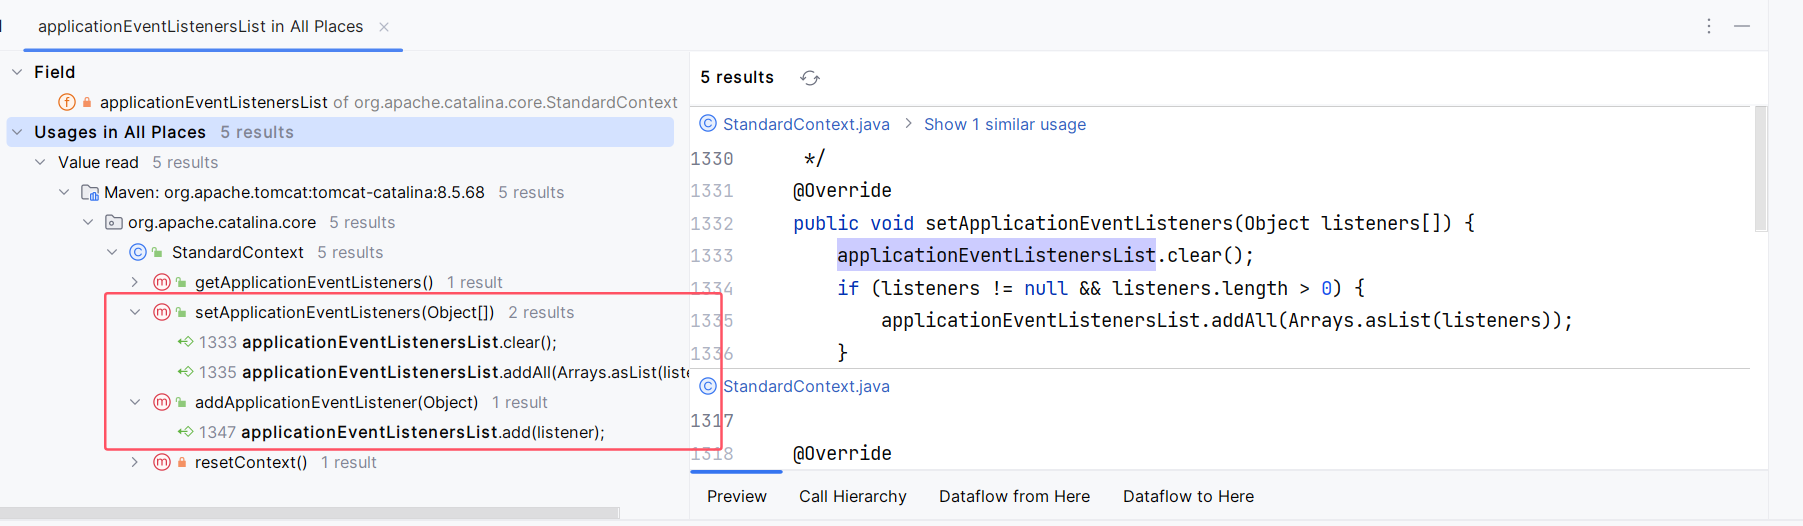 applicationEventListenersList in All Places
Field
applicationEventListenersList of org.apache.catalina.core.StandardContext
Usages in All Places 5 results
Value read 5 results
Maven: org.apache.tomcat:tomcat-catalina:8.5.68 5 results
org.apache.catalina.core 5 results
StandardContext 5 results
getApplicationEventListeners() 1 result
setApplicationEventListeners(Object[]) 2 results
1333 applicationEventListenersList.clear();
1335 applicationEventListenersList.addAll(Arrays.asList(liste
addApplicationEventListener(Object) 1 result
1347 applicationEventListenersList.add(listener);
resetContext() 1 result
5 results
StandardContext.java > Show 1 similar usage
1330 */
1331 @Override
1332 public void setApplicationEventListeners(Object listeners[]) {
1333 applicationEventListenersList.clear();
1334 if (listeners != null && listeners.length > 0) {
1335 applicationEventListenersList.addAll(Arrays.asList(listeners));
1336 }
StandardContext.java
1317
1318 @Override
Preview Call Hierarchy Dataflow from Here Dataflow to Here